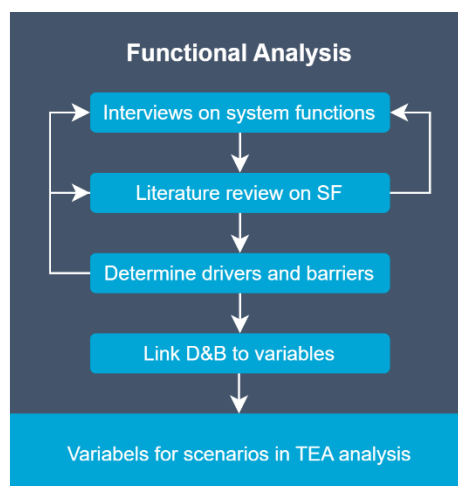 Functional Analysis
Interviews on system functions
Literature review on SF
Determine drivers and barriers
Link D&B to variables
Variabels for scenarios in TEA analysis